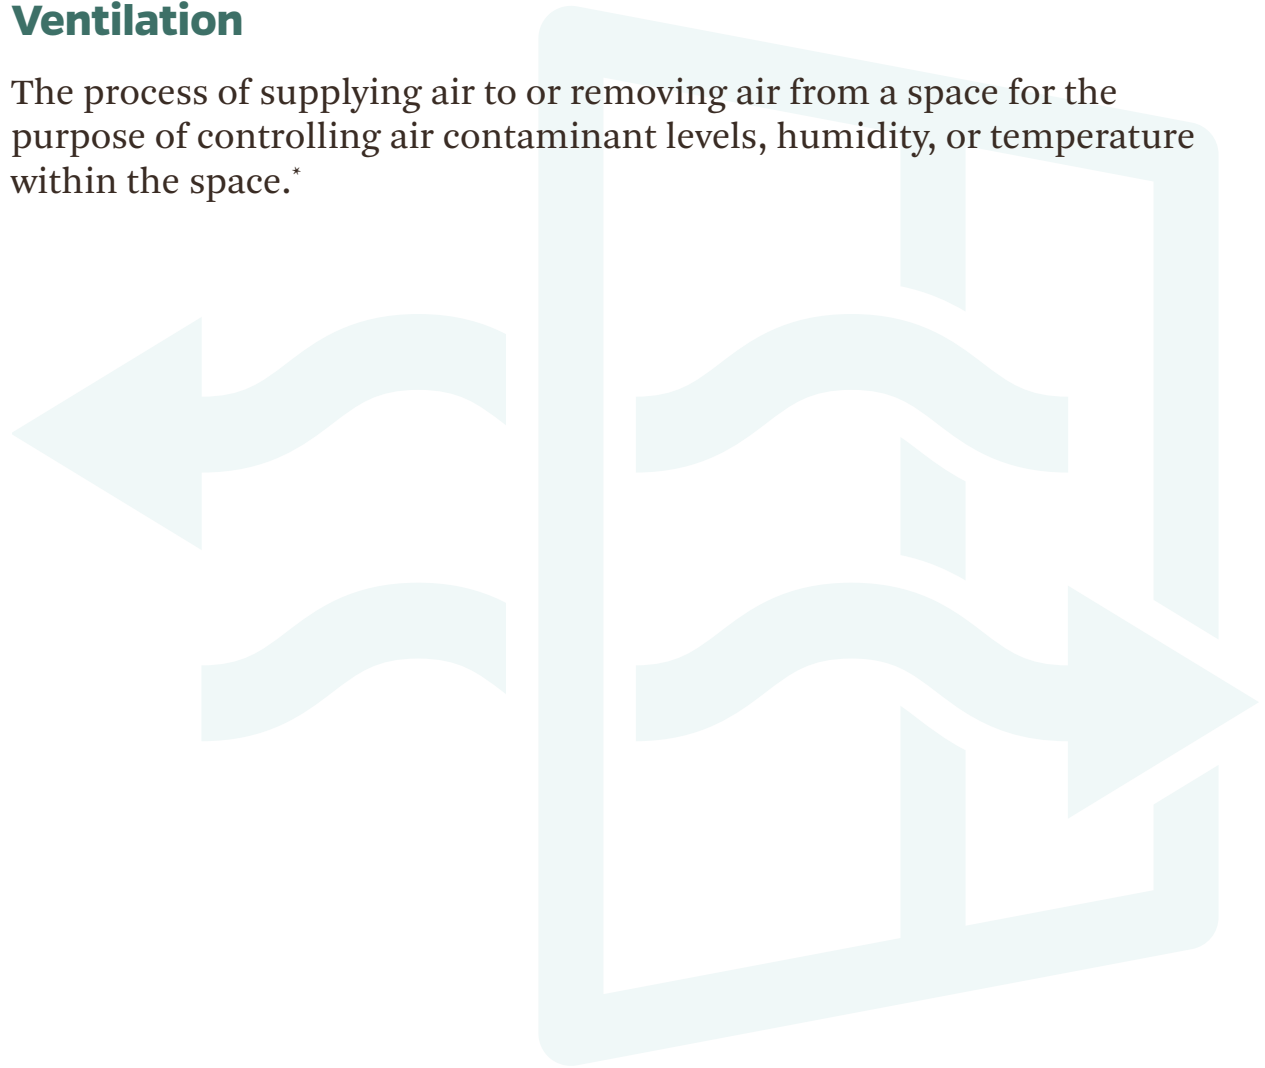 Ventilation
The process of supplying air to or removing air from a space for the
purpose of controlling air contaminant levels, humidity, or temperature
within the space.*